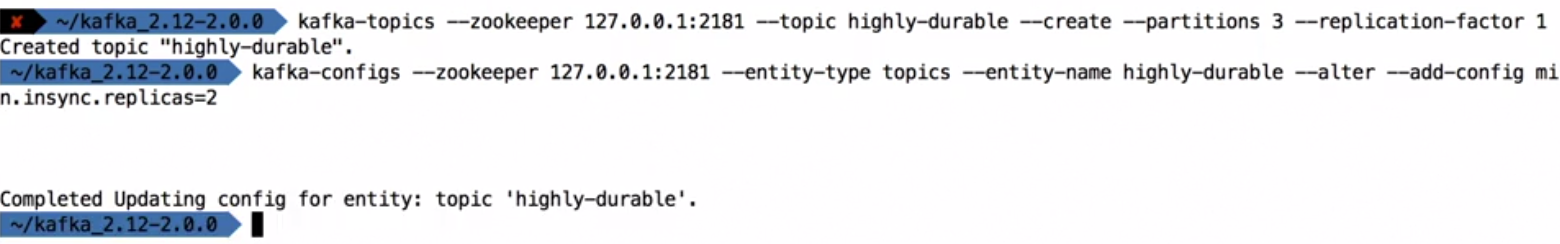 ✘ ~/kafka_2.12-2.0.0 kafka-topics --zookeeper 127.0.0.1:2181 --topic highly-durable --create --partitions 3 --replication-factor 1
Created topic "highly-durable".
~/kafka_2.12-2.0.0 kafka-configs --zookeeper 127.0.0.1:2181 --entity-type topics --entity-name highly-durable --alter --add-config mi
n.insync.replicas=2
Completed Updating config for entity: topic 'highly-durable'.
~/kafka_2.12-2.0.0